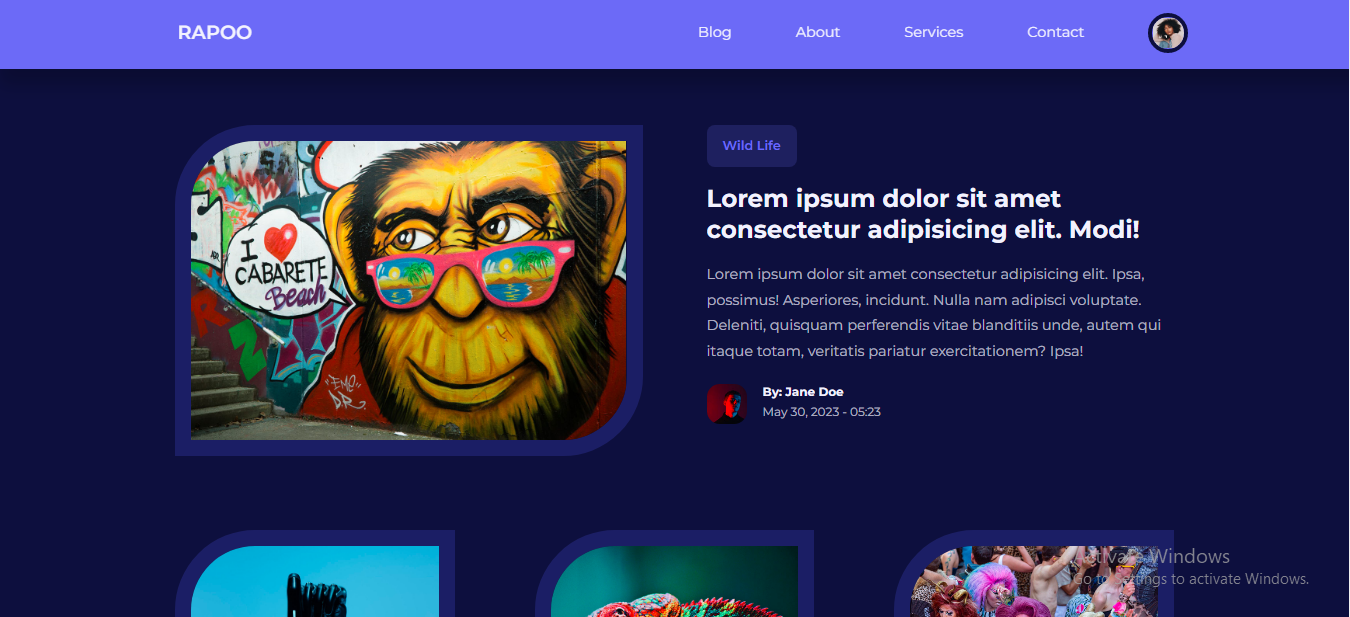 RAPOO
Blog
About
Services
Contact
I
CABARETE
Beach
Wild Life
Lorem ipsum dolor sit amet
consectetur adipisicing elit. Modi!
Lorem ipsum dolor sit amet consectetur adipisicing elit. Ipsa,
possimus! Asperiores, incidunt. Nulla nam adipisci voluptate.
Deleniti, quisquam perferendis vitae blanditiis unde, autem qui
itaque totam, veritatis pariatur exercitationem? Ipsa!
By: Jane Doe
May 30, 2023 - 05:23
Activate Windows
Go to Settings to activate Windows.